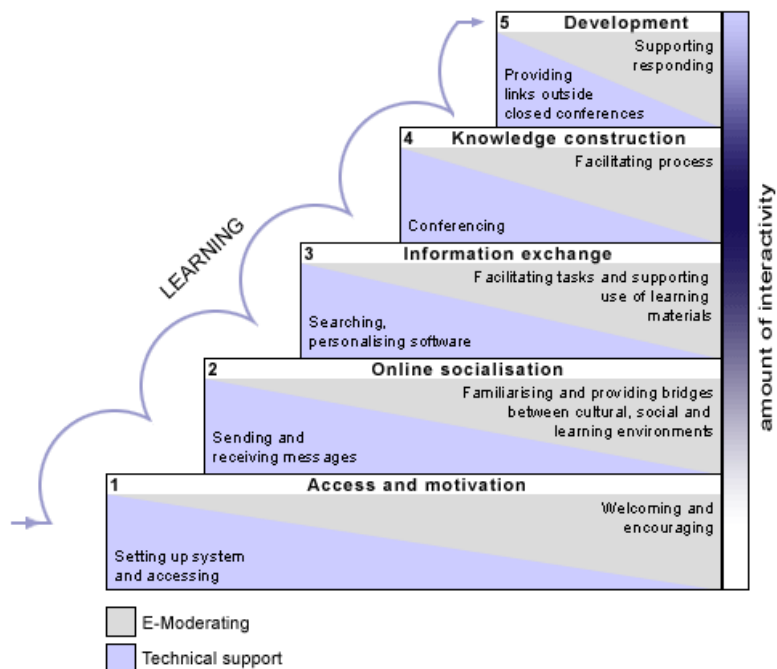 5 Development
Supporting
responding
Providing
links outside
closed conferences
4 Knowledge construction
Facilitating process
Conferencing
3 Information exchange
Facilitating tasks and supporting
use of learning
materials
Searching,
personalising software
2 Online socialisation
Familiarising and providing bridges
between cultural, social and
learning environments
Sending and
receiving messages
1 Access and motivation
Welcoming and
encouraging
Setting up system
and accessing
LEARNING
amount of interactivity
E-Moderating
Technical support